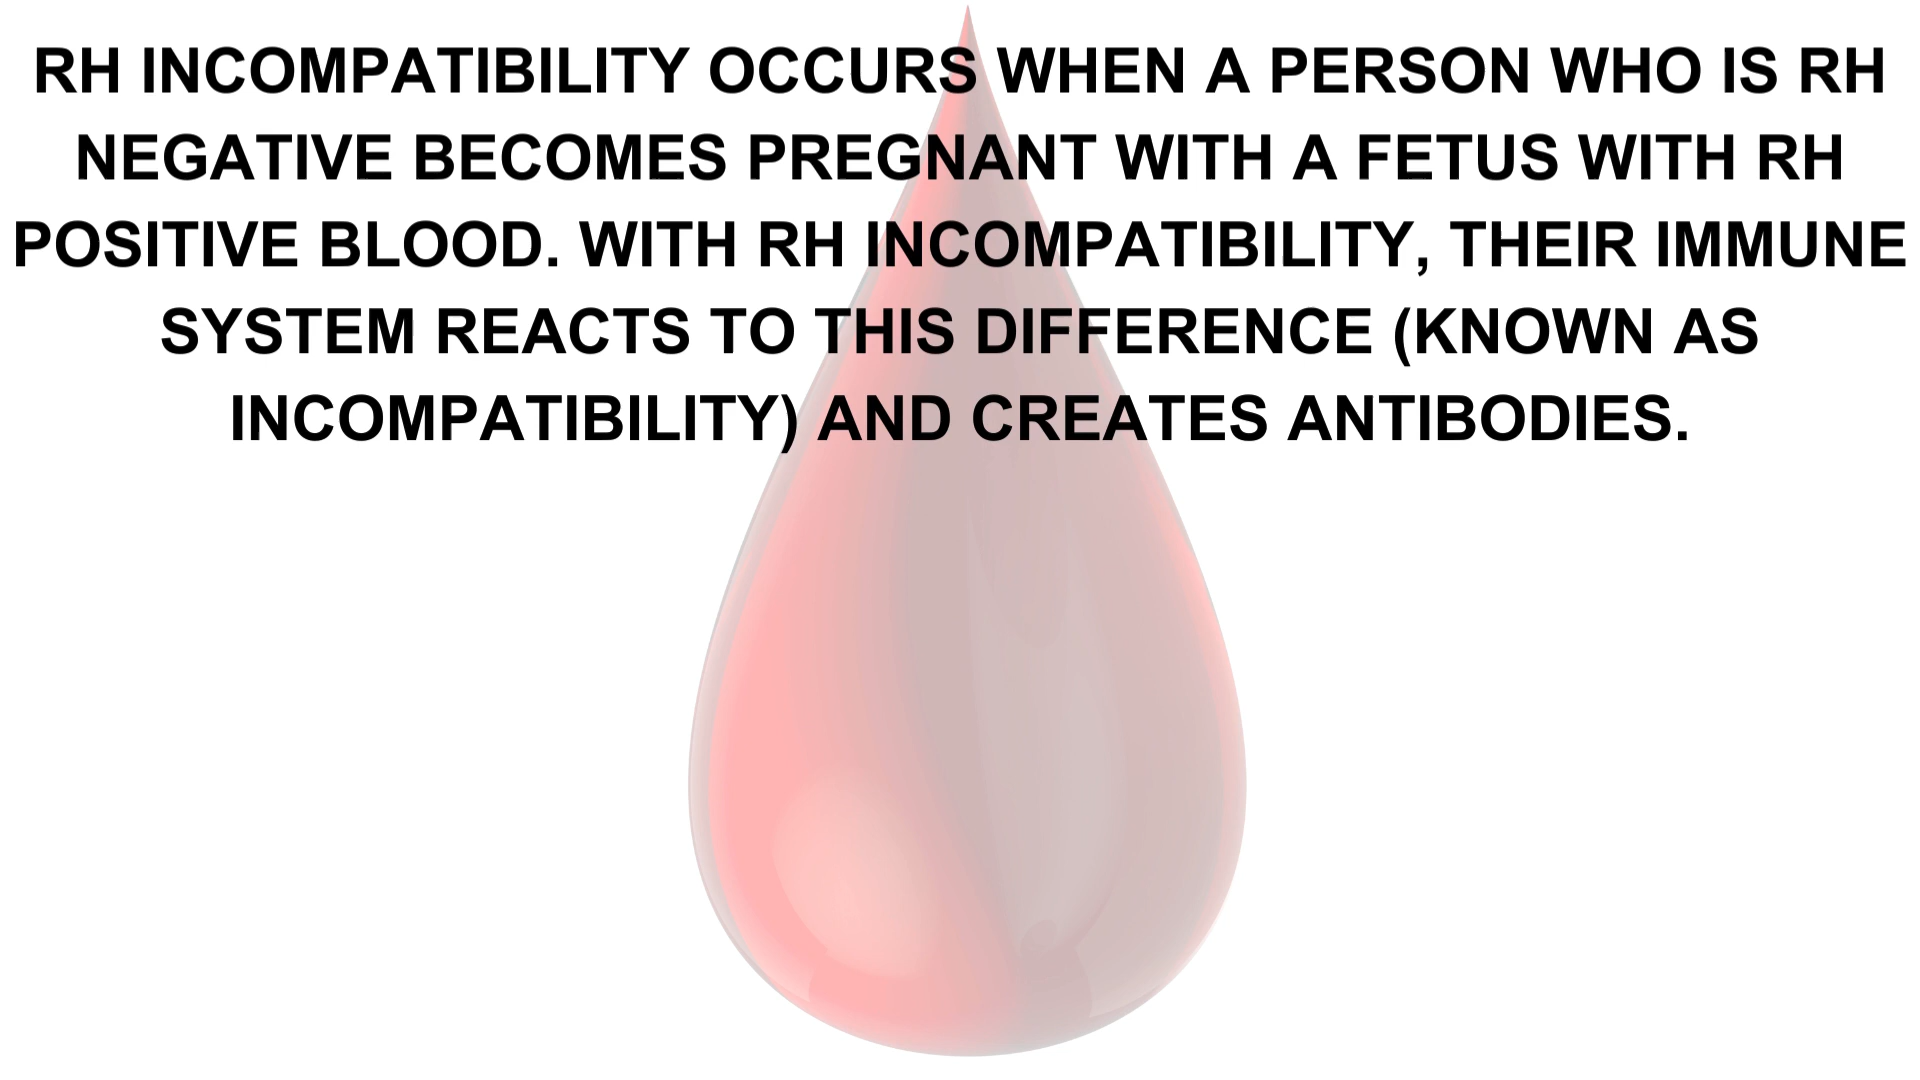 RH INCOMPATIBILITY OCCURS WHEN A PERSON WHO IS RH
NEGATIVE BECOMES PREGNANT WITH A FETUS WITH RH
POSITIVE BLOOD. WITH RH INCOMPATIBILITY, THEIR IMMUNE
SYSTEM REACTS TO THIS DIFFERENCE (KNOWN AS
INCOMPATIBILITY) AND CREATES ANTIBODIES.